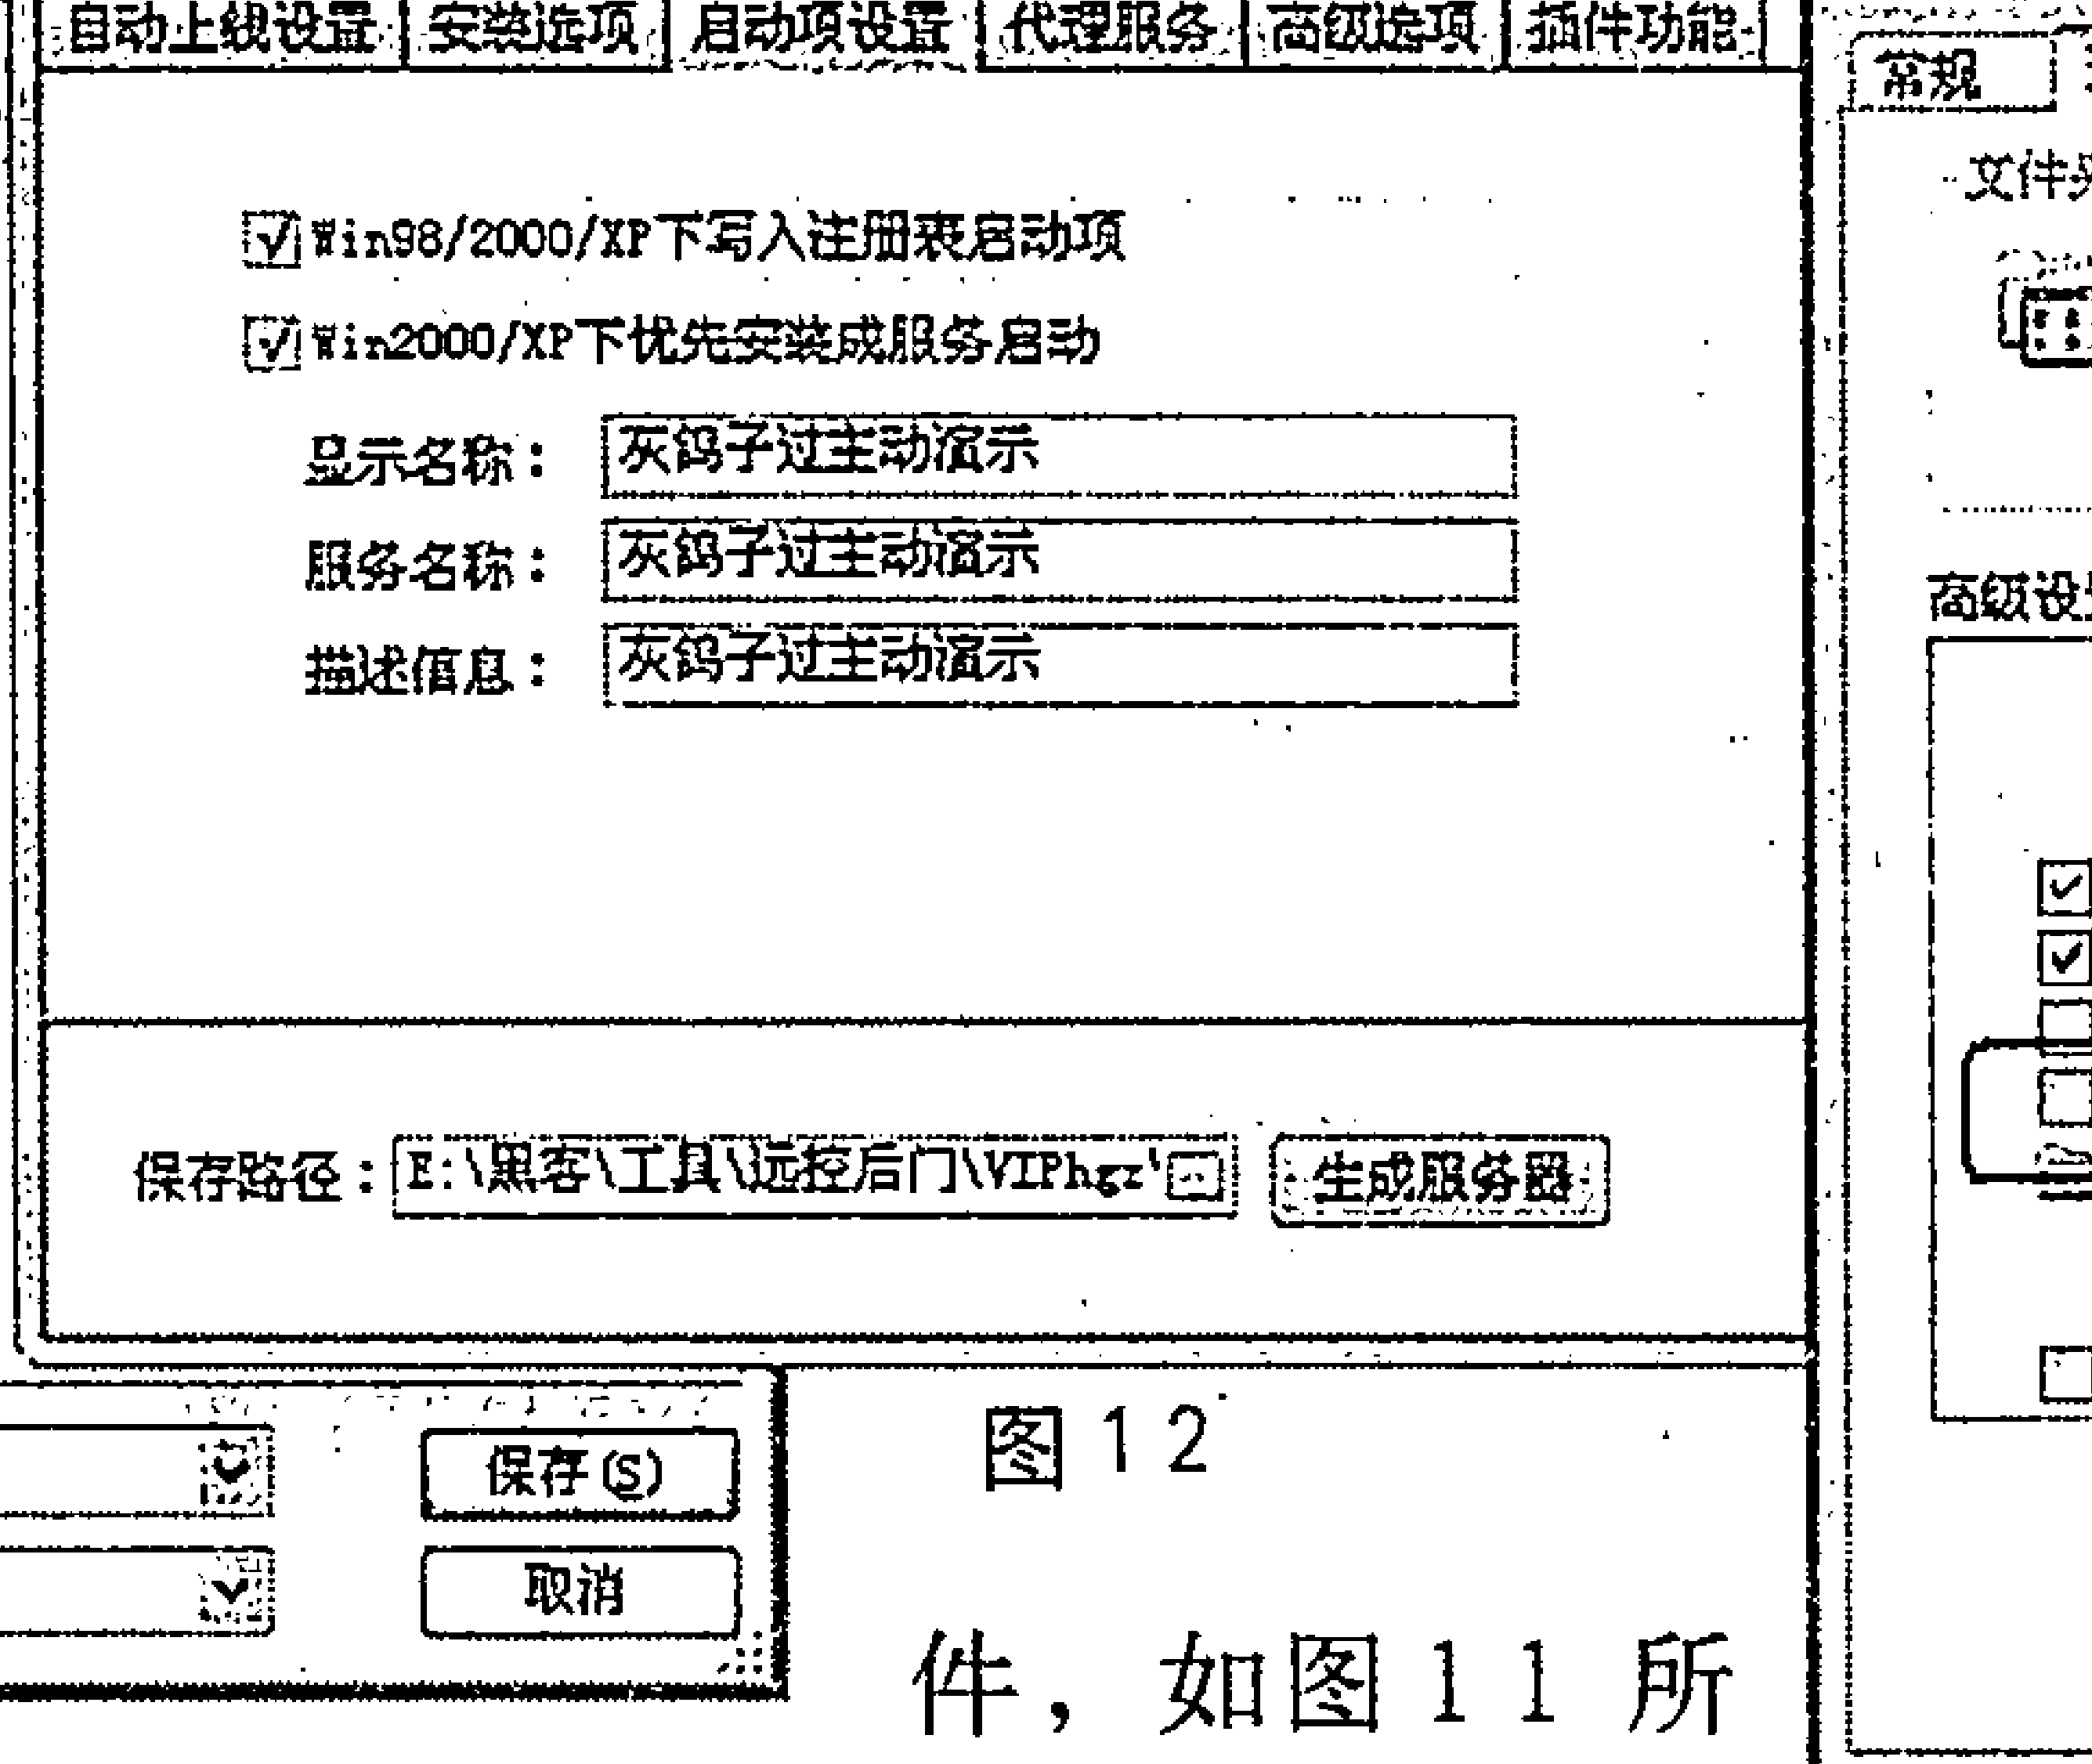 自动上线设置 安装选项 启动项设置 代理服务 高级选项 插件功能
Win98/2000/XP下写入注册表启动项
Win2000/XP下优先安装成服务启动
显示名称： 灰鸽子过主动演示
服务名称： 灰鸽子过主动演示
描述信息： 灰鸽子过主动演示
保存路径： E:\黑客\工具\远控后门\VIPhgz\ 生成服务器
保存(S)
取消
图12
件，如图11所
常规
文件
高级设